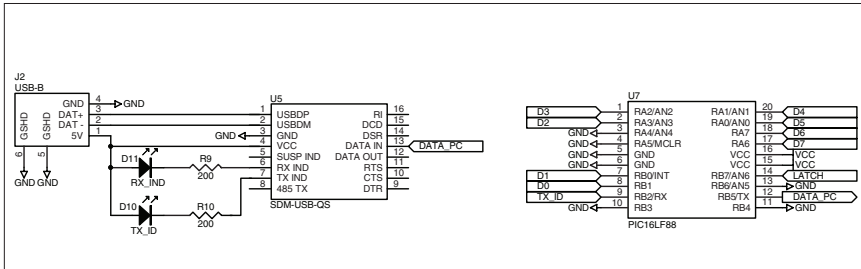 J2
USB-B
GND 4 GND
DAT+ 3
DAT - 2
5V 1
GSHD GSHD
6 5
GND GND
D11
RX_IND
R9
200
D10
TX_ID
R10
200
U5
1 USBDP RI 16
2 USBDM DCD 15
GND 3 GND DSR 14
4 VCC DATA IN 13 DATA_PC
5 SUSP IND DATA OUT 12
6 RX IND RTS 11
7 TX IND CTS 10
8 485 TX DTR 9
SDM-USB-QS
U7
D3 1 RA2/AN2 RA1/AN1 20 D4
D2 2 RA3/AN3 RA0/AN0 19 D5
GND 3 RA4/AN4 RA7 18 D6
GND 4 RA5/MCLR RA6 17 D7
GND 5 GND VCC 16 VCC
GND 6 GND VCC 15 VCC
D1 7 RB0/INT RB7/AN6 14 LATCH
D0 8 RB1 RB6/AN5 13 GND
TX_ID 9 RB2/RX RB5/TX 12 DATA_PC
GND 10 RB3 RB4 11 GND
PIC16LF88